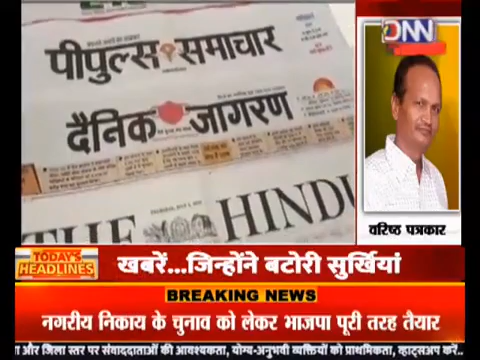 DNN
पीपुल्स समाचार
दैनिक जागरण
THE HINDU
वरिष्ठ पत्रकार
TODAY'S HEADLINES
खबरें...जिन्होंने बटोरी सुर्खियां
BREAKING NEWS
नगरीय निकाय के चुनाव को लेकर भाजपा पूरी तरह तैयार
और जिला स्तर पर संवाददाताओं की आवश्यकता, योग्य-अनुभवी व्यक्तियों को प्राथमिकता, व्हाट्सअप करें..